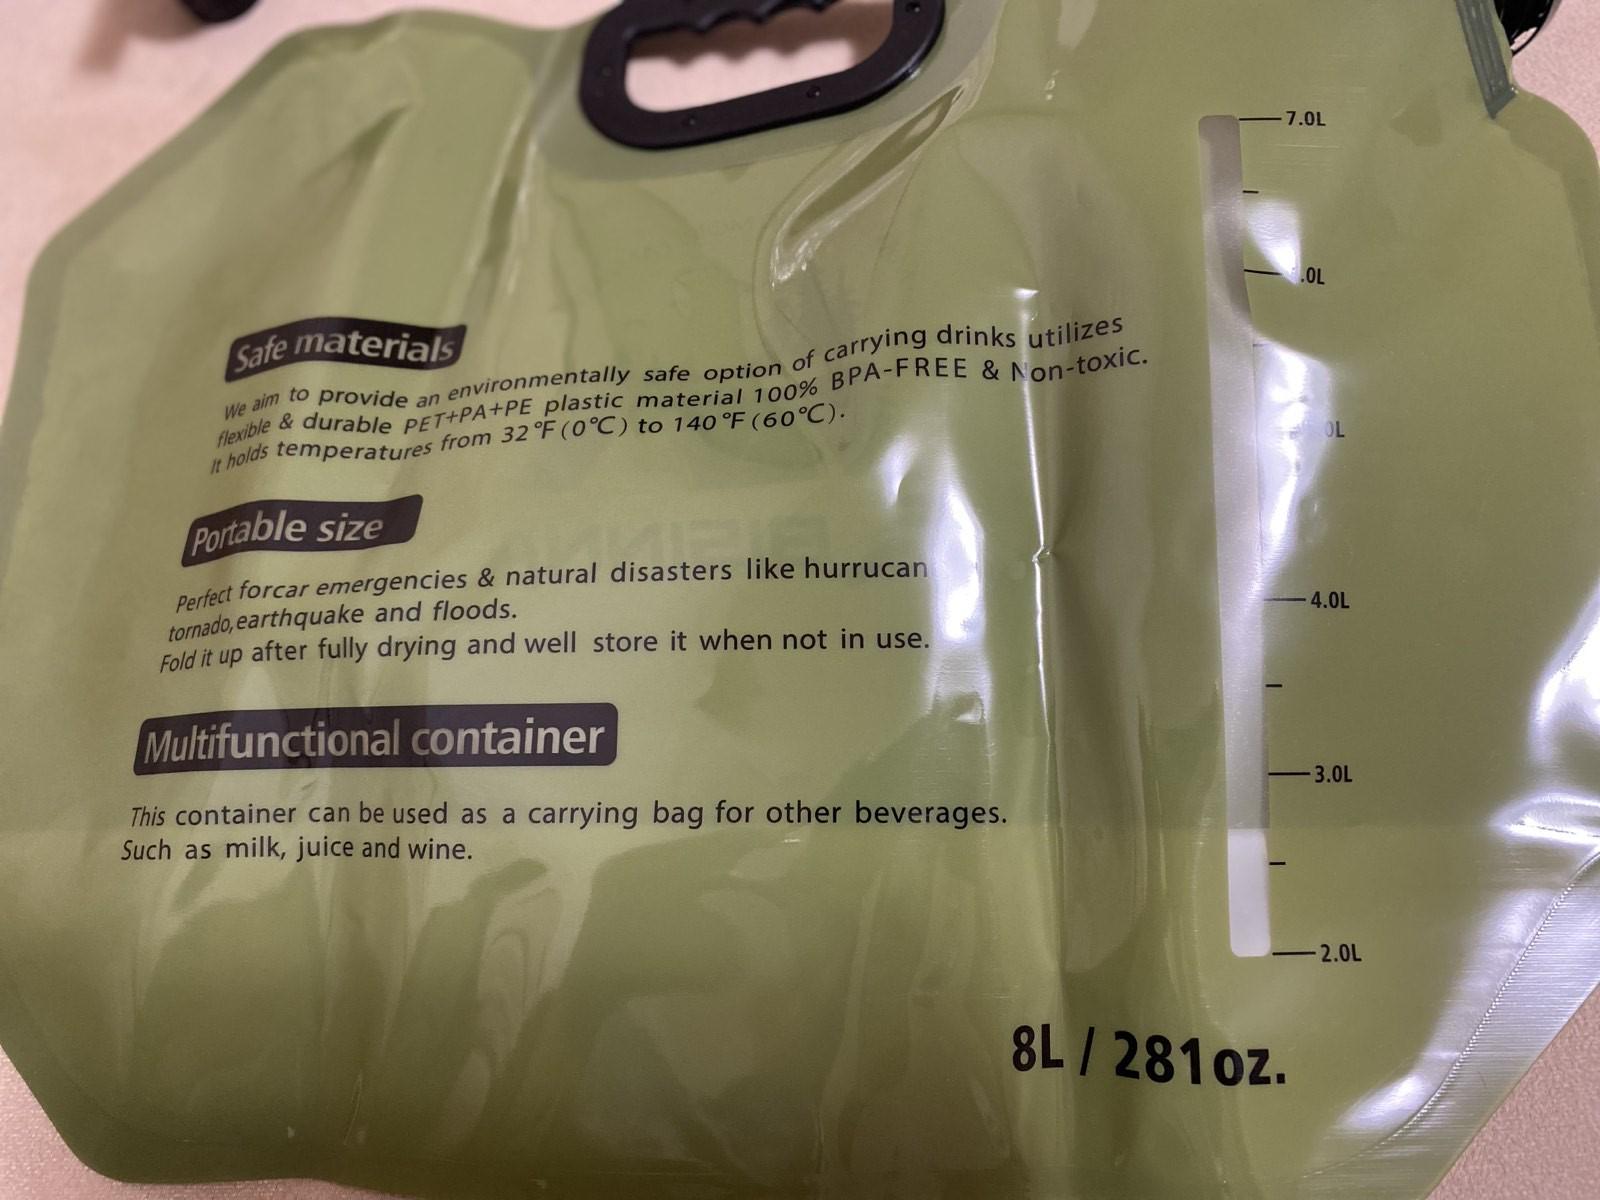 Safe materials
We aim to provide an environmentally safe option of carrying drinks utilizes
flexible & durable PET+PA+PE plastic material 100% BPA-FREE & Non-toxic.
It holds temperatures from 32℉(0℃) to 140℉(60℃).
Portable size
Perfect forcar emergencies & natural disasters like hurrucan
tornado,earthquake and floods.
Fold it up after fully drying and well store it when not in use.
Multifunctional container
This container can be used as a carrying bag for other beverages.
Such as milk, juice and wine.
7.0L
.0L
0L
4.0L
3.0L
2.0L
8L / 281oz.